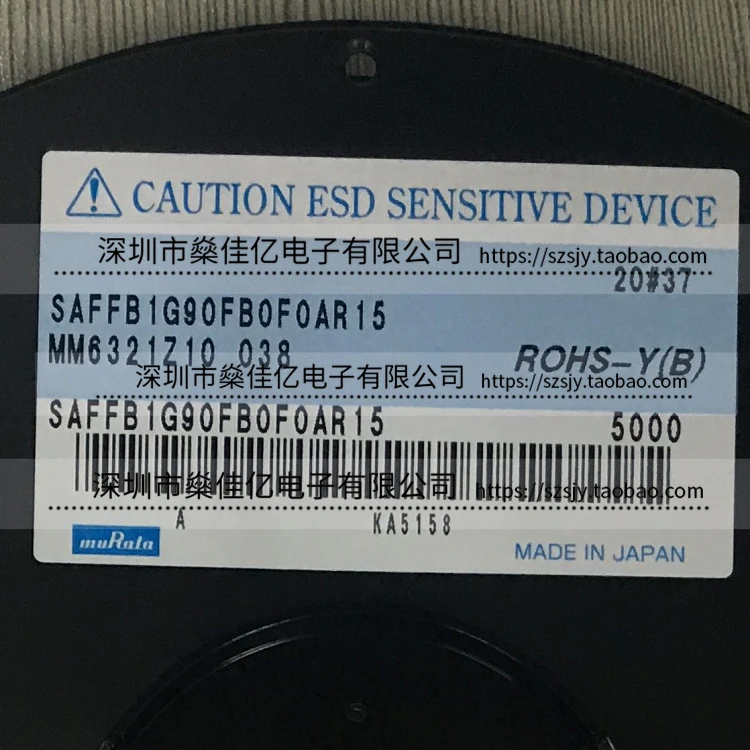 CAUTION ESD SENSITIVE DEVICE
深圳市燊佳亿电子有限公司 https://szsjy.taobao.com
20#37
SAFFB1G90FB0F0AR15
MM6321Z10 038 ROHS-Y(B)
深圳市燊佳亿电子有限公司 https://szsjy.taobao.com
SAFFB1G90FB0F0AR15 5000
深圳市燊佳亿电子有限公司 https://szsjy.taobao.com
A KA5158
muRata MADE IN JAPAN